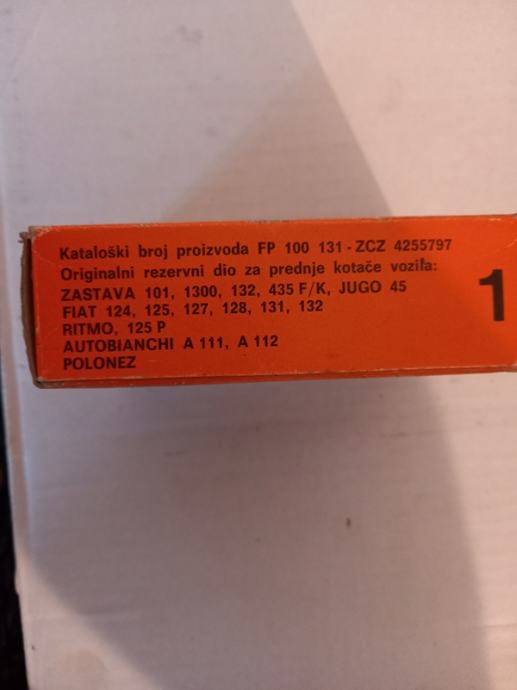 Kataloški broj proizvoda FP 100 131 - ZCZ 4255797
Originalni rezervni dio za prednje kotače vozila:
ZASTAVA 101, 1300, 132, 435 F/K, JUGO 45
FIAT 124, 125, 127, 128, 131, 132
RITMO, 125 P
AUTOBIANCHI A 111, A 112
POLONEZ
1